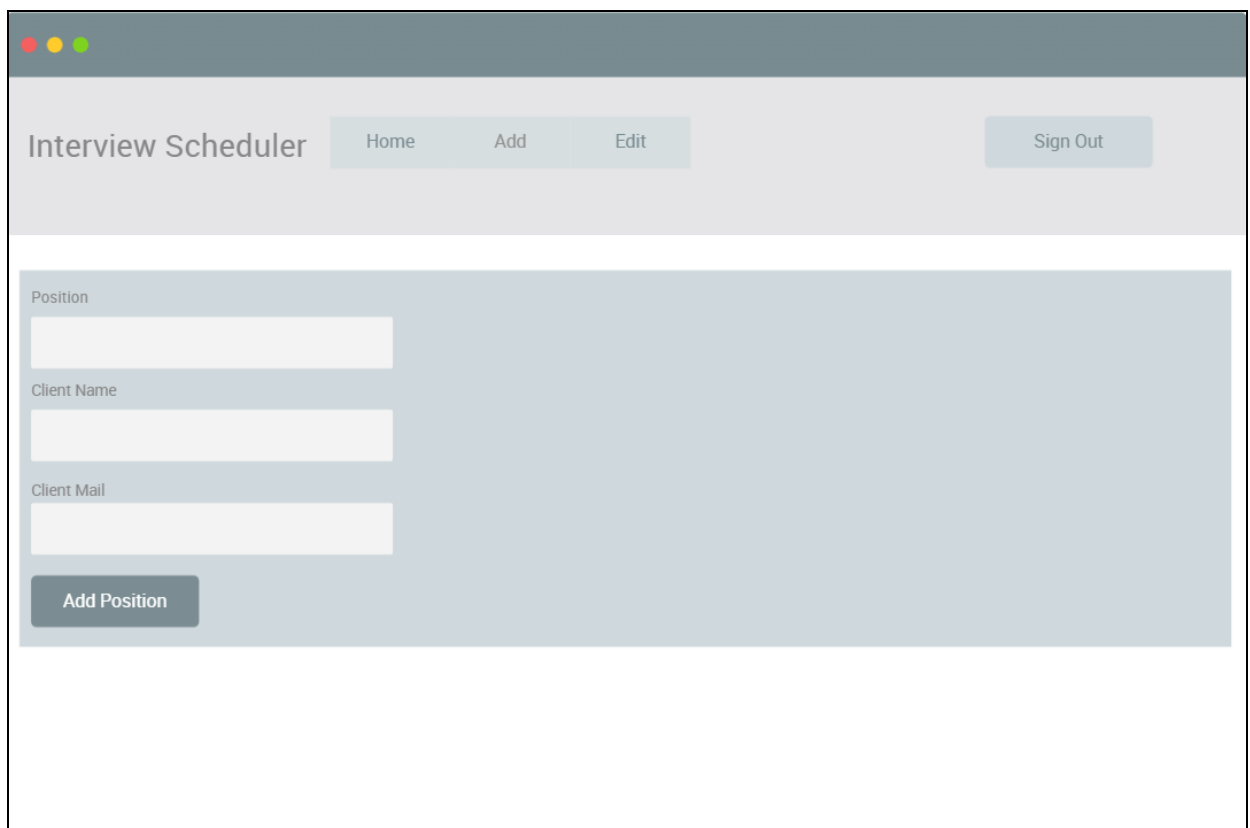 Interview Scheduler Home Add Edit Sign Out
Position
Client Name
Client Mail
Add Position